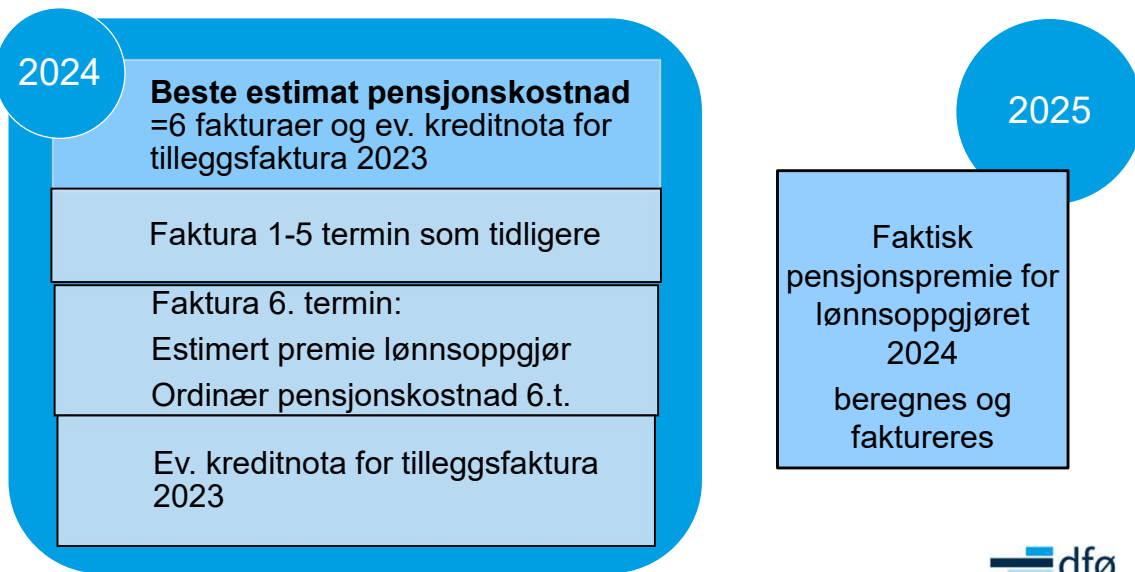 2024
Beste estimat pensjonskostnad
=6 fakturaer og ev. kreditnota for
tilleggsfaktura 2023
Faktura 1-5 termin som tidligere
Faktura 6. termin:
Estimert premie lønnsoppgjør
Ordinær pensjonskostnad 6.t.
Ev. kreditnota for tilleggsfaktura
2023
2025
Faktisk
pensjonspremie for
lønnsoppgjøret
2024
beregnes og
faktureres
dfø